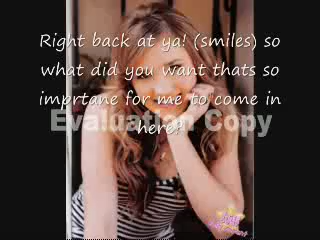 Right back at ya! (smiles) so
what did you want thats so
imprtane for me to come in
here?
Evaluation Copy